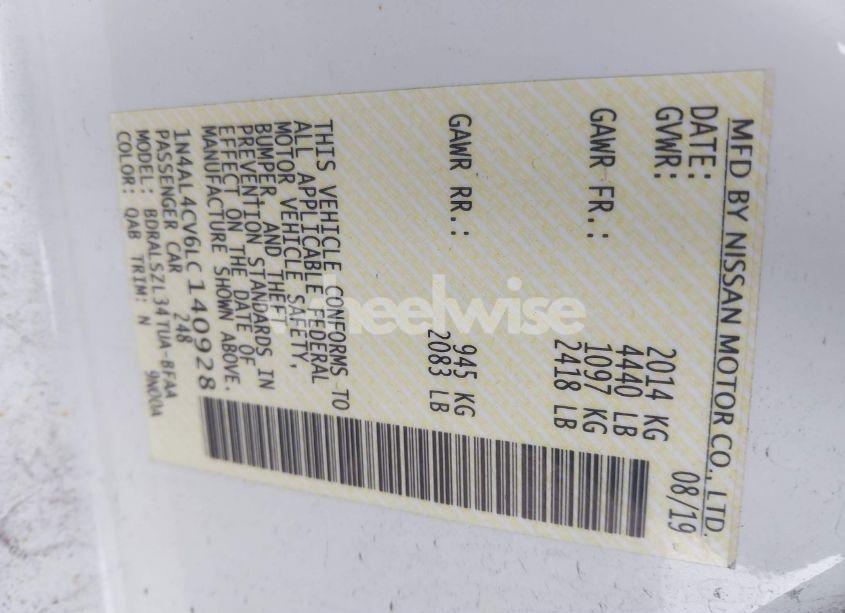 MFD BY NISSAN MOTOR CO., LTD.
DATE: 08/19
GVWR: 2014 KG
4440 LB
GAWR FR.: 1097 KG
2418 LB
GAWR RR.: 945 KG
2083 LB
THIS VEHICLE CONFORMS TO
ALL APPLICABLE FEDERAL
MOTOR VEHICLE SAFETY,
BUMPER, AND THEFT
PREVENTION STANDARDS IN
EFFECT ON THE DATE OF
MANUFACTURE SHOWN ABOVE.
1N4AL4CV6LC140928
PASSENGER CAR 248
MODEL: BDRALSZL34TUA-BFAA
COLOR: QAB TRIM: N 9N00A
wheelwise